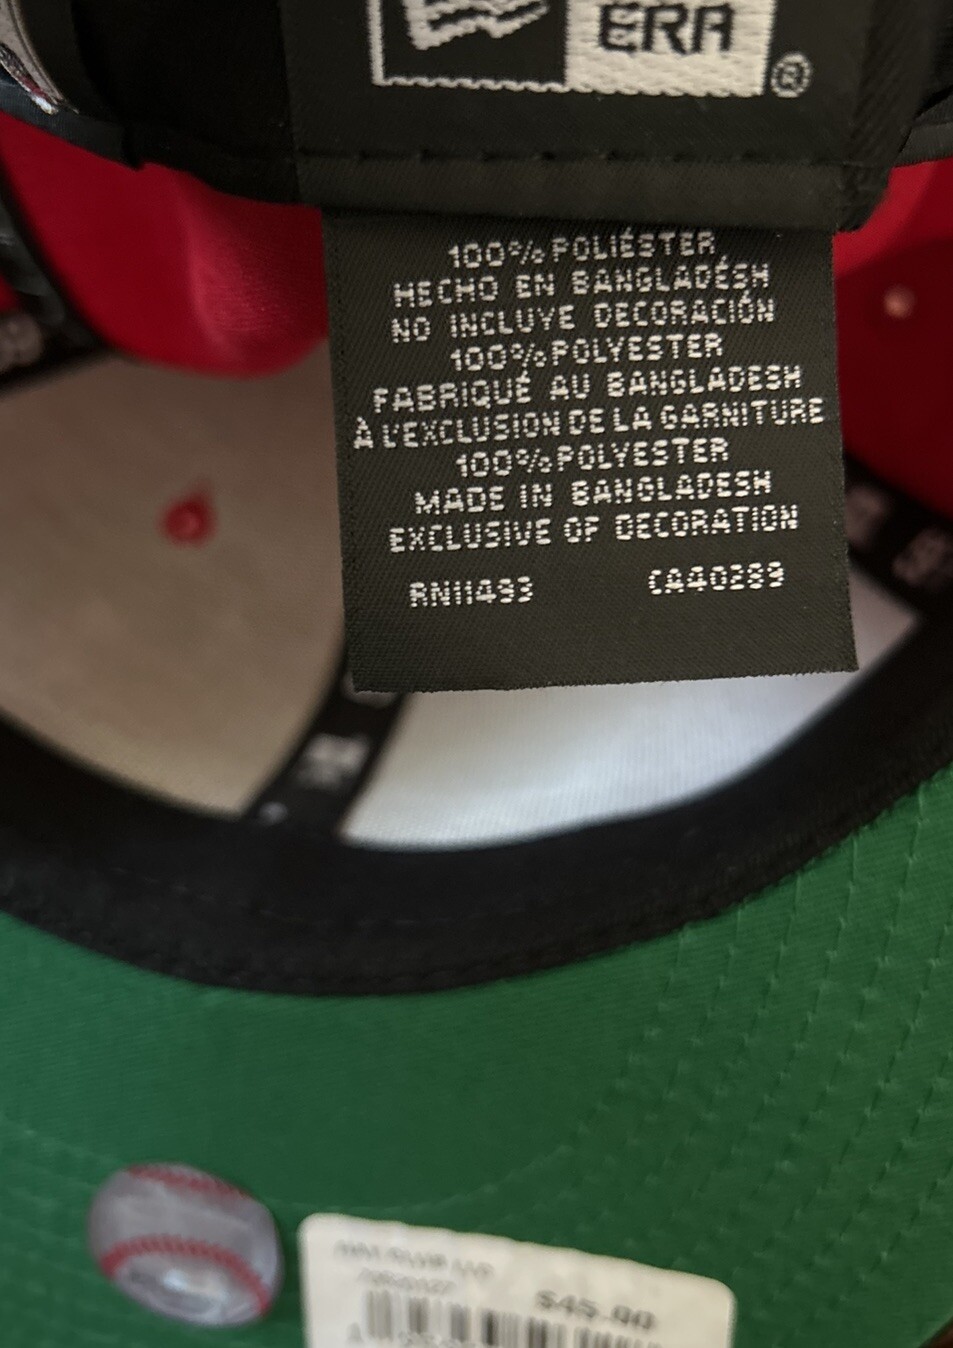 ERA
®
100% POLIÉSTER
HECHO EN BANGLADÉSH
NO INCLUYE DECORACIÓN
100% POLYESTER
FABRIQUÉ AU BANGLADESH
À L'EXCLUSION DE LA GARNITURE
100% POLYESTER
MADE IN BANGLADESH
EXCLUSIVE OF DECORATION
RN11493 CA40289
$45.00